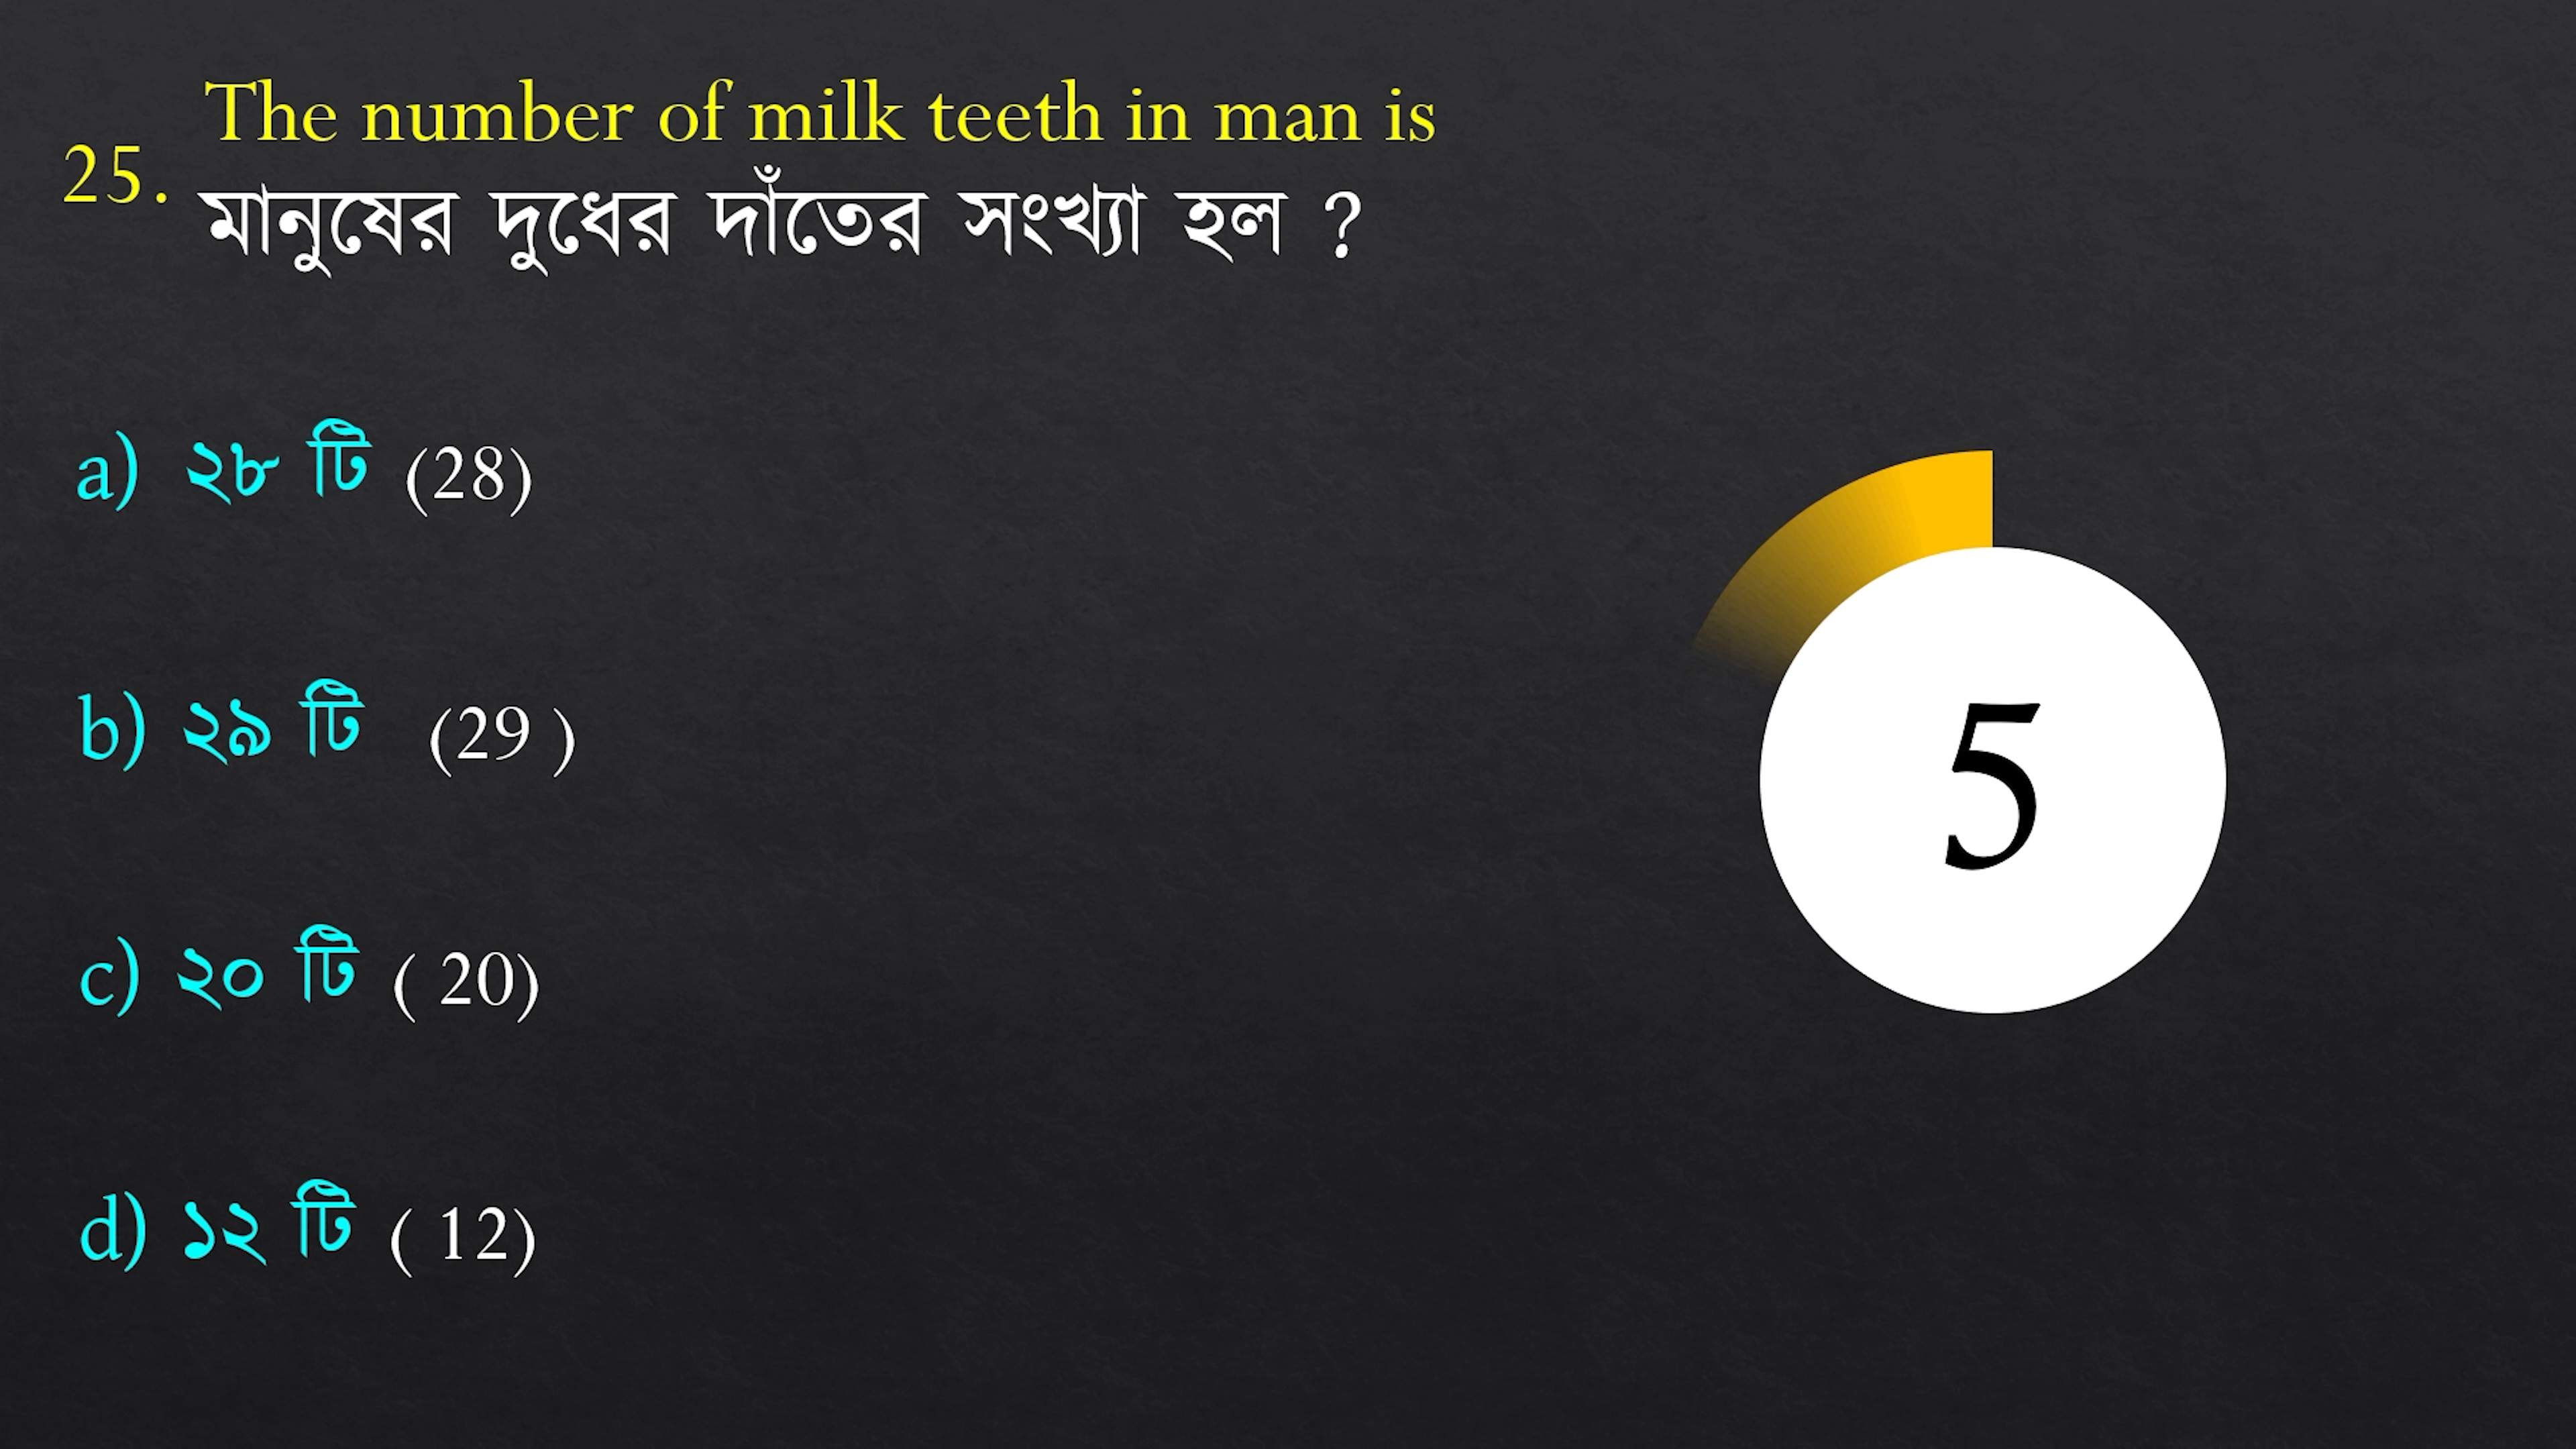 The number of milk teeth in man is
25.
মানুষের দুধের দাঁতের সংখ্যা হল ?
a) ২৮ টি (28)
b) ২৯ টি (29 )
5
c) ২০ টি ( 20)
d) ১২ টি ( 12)